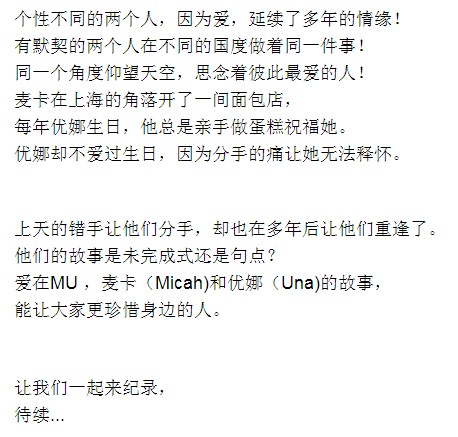 个性不同的两个人，因为爱，延续了多年的情缘！
有默契的两个人在不同的国度做着同一件事！
同一个角度仰望天空，思念着彼此最爱的人！
麦卡在上海的角落开了一间面包店，
每年优娜生日，他总是亲手做蛋糕祝福她。
优娜却不爱过生日，因为分手的痛让她无法释怀。
上天的错手让他们分手，却也在多年后让他们重逢了。
他们的故事是未完成式还是句点？
爱在MU ，麦卡（Micah)和优娜（Una)的故事，
能让大家更珍惜身边的人。
让我们一起来纪录，
待续...